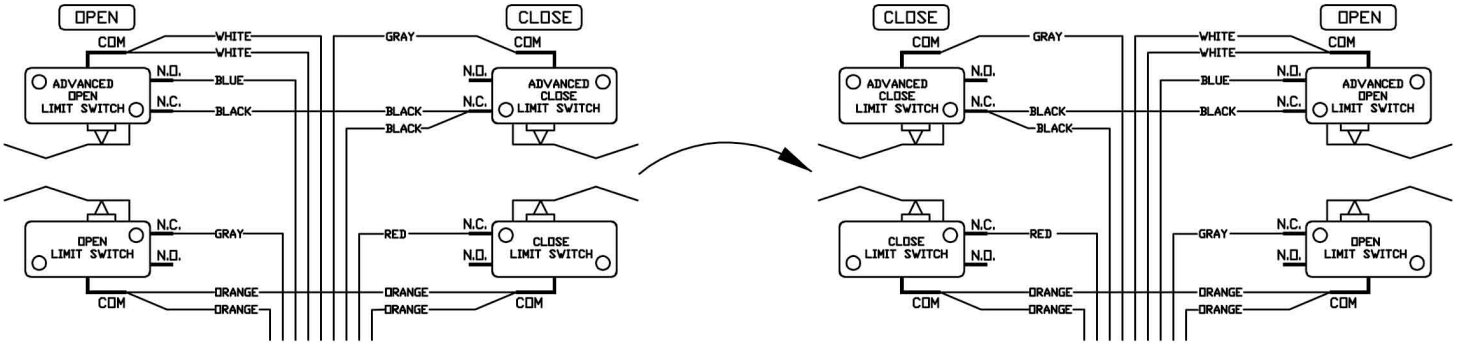 OPEN CLOSE CLOSE OPEN
COM WHITE GRAY COM COM GRAY WHITE COM
WHITE WHITE
N.O. N.O. N.O. N.O.
ADVANCED OPEN LIMIT SWITCH BLUE ADVANCED CLOSE LIMIT SWITCH ADVANCED CLOSE LIMIT SWITCH BLUE ADVANCED OPEN LIMIT SWITCH
N.C. N.C. N.C. N.C.
BLACK BLACK BLACK BLACK
BLACK BLACK
N.C. N.C. N.C. N.C.
GRAY RED RED GRAY
OPEN LIMIT SWITCH CLOSE LIMIT SWITCH CLOSE LIMIT SWITCH OPEN LIMIT SWITCH
N.O. N.O. N.O. N.O.
ORANGE ORANGE ORANGE ORANGE
COM COM COM COM
ORANGE ORANGE ORANGE ORANGE